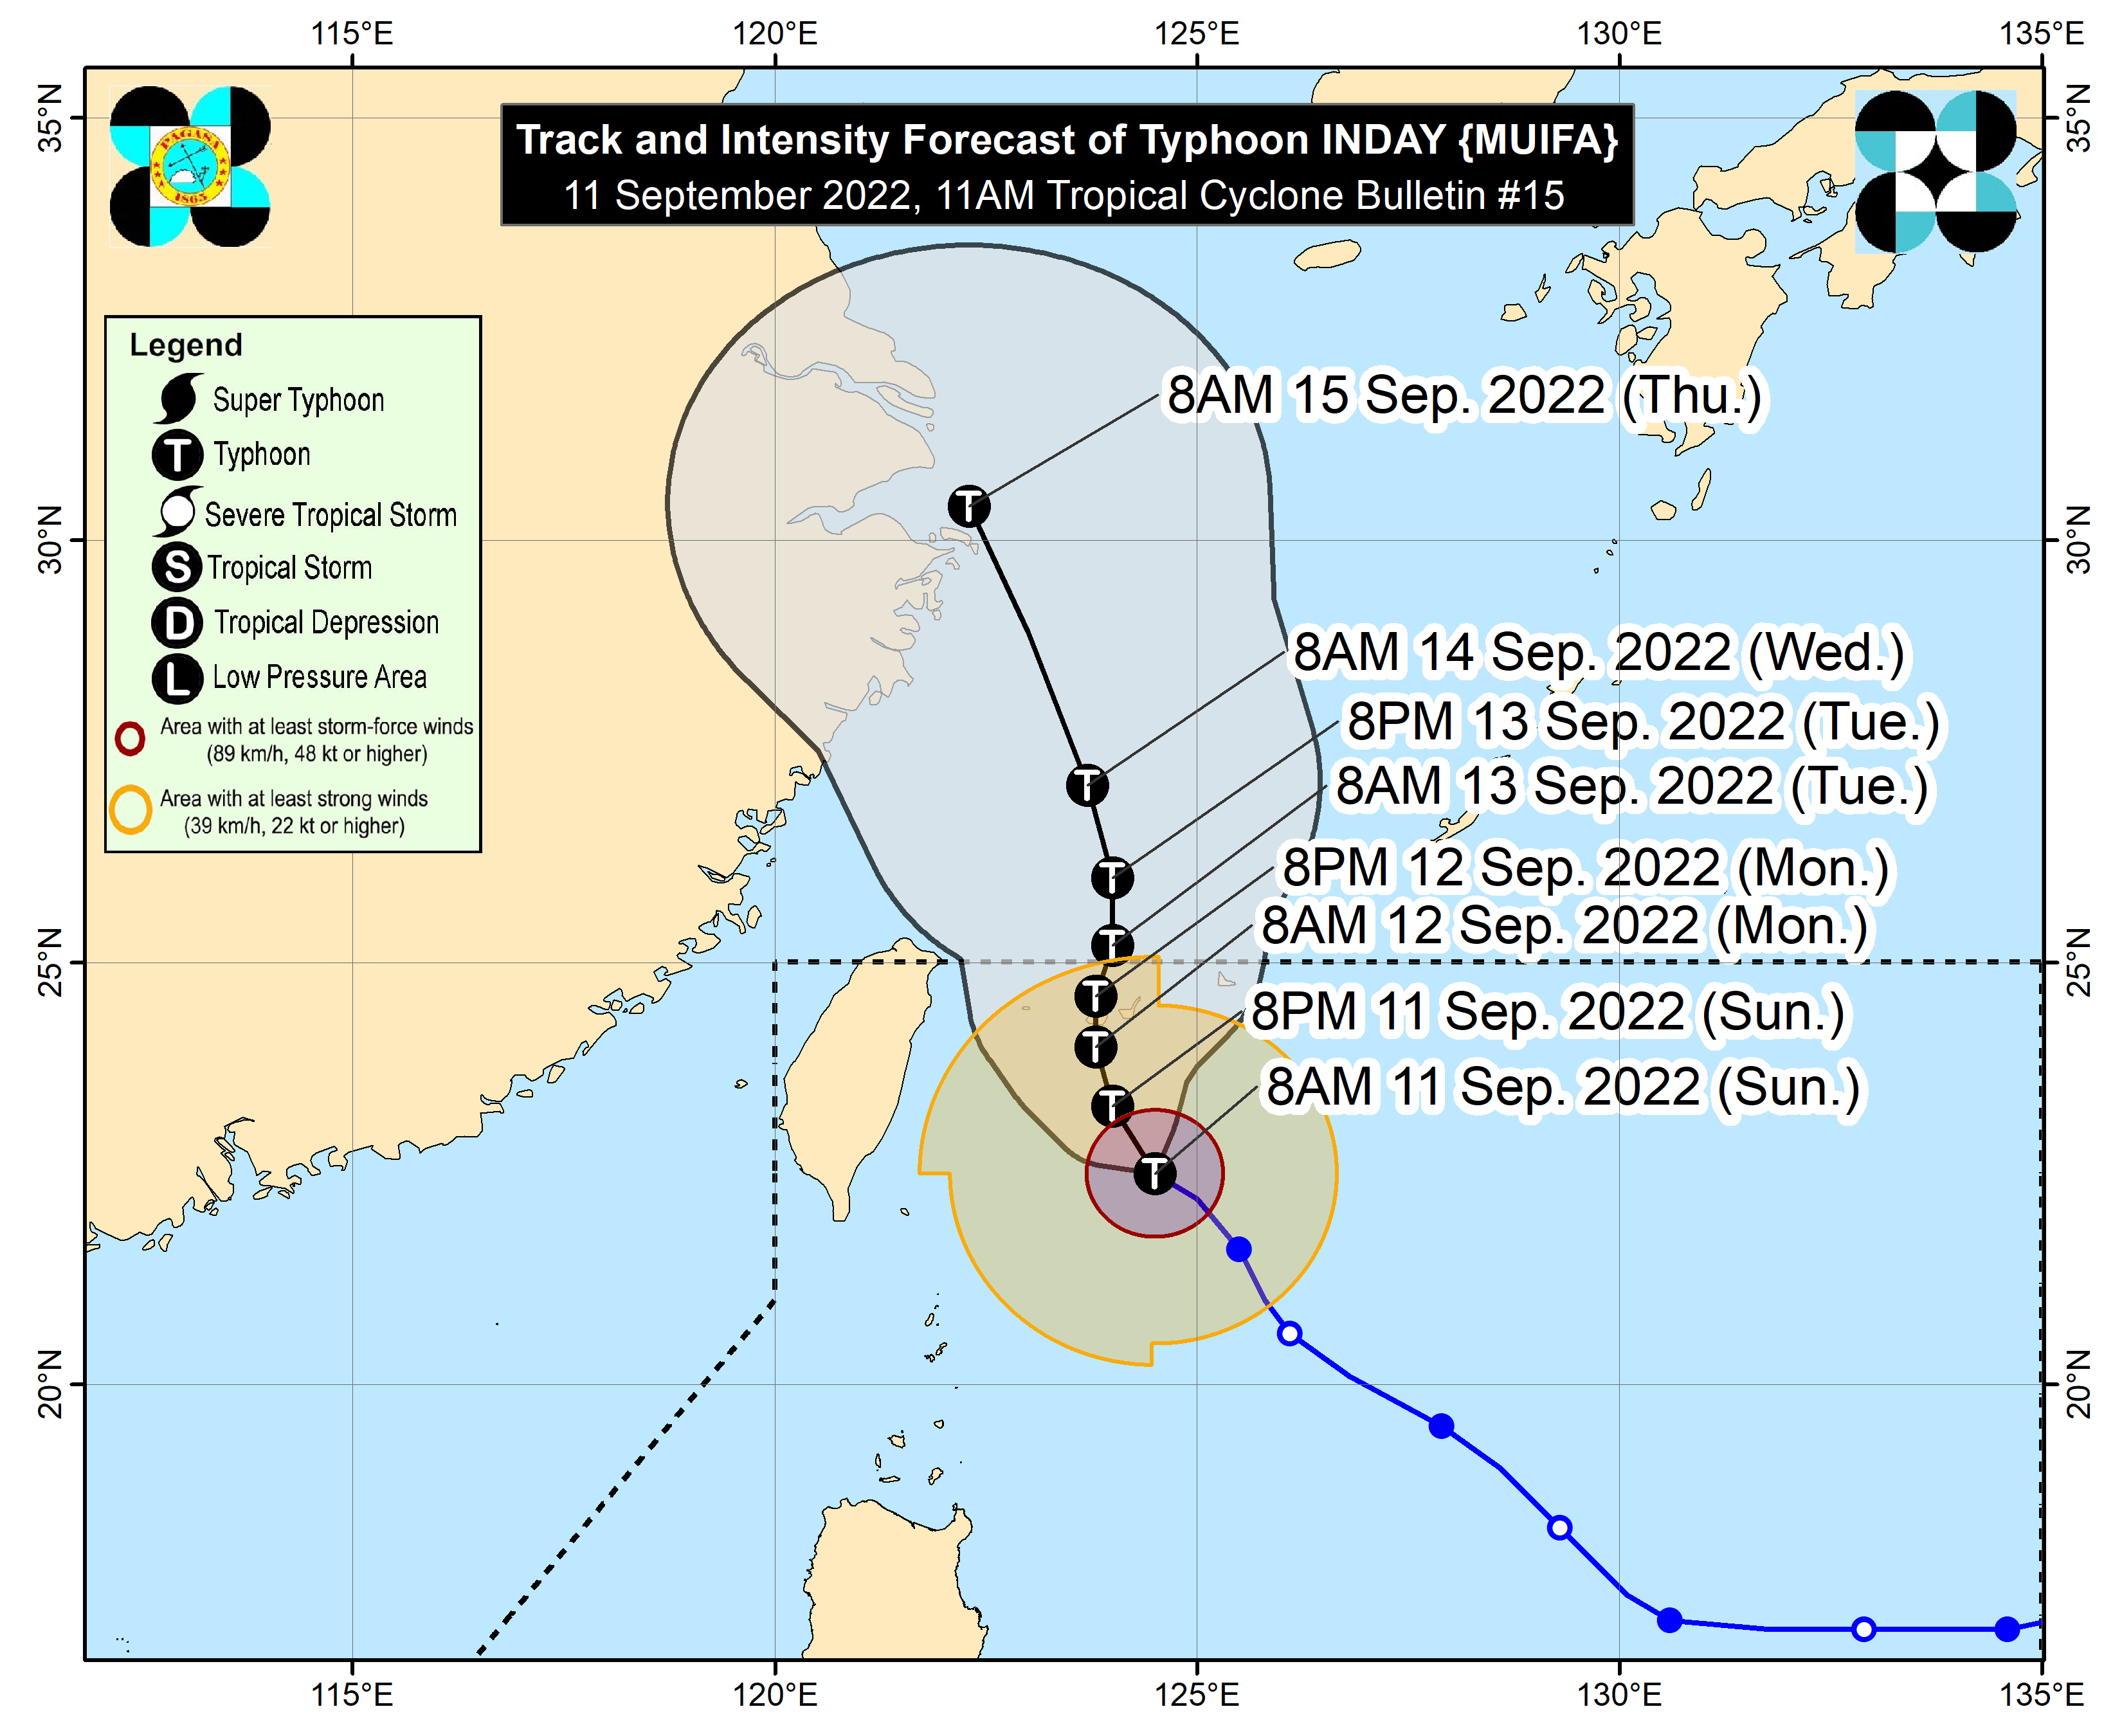 115°E 120°E 125°E 130°E 135°E
35°N 35°N
PAGASA
1865
Track and Intensity Forecast of Typhoon INDAY {MUIFA}
11 September 2022, 11AM Tropical Cyclone Bulletin #15
Legend
Super Typhoon
T Typhoon
Severe Tropical Storm
S Tropical Storm
D Tropical Depression
L Low Pressure Area
Area with at least storm-force winds
(89 km/h, 48 kt or higher)
Area with at least strong winds
(39 km/h, 22 kt or higher)
8AM 15 Sep. 2022 (Thu.)
T
30°N 30°N
8AM 14 Sep. 2022 (Wed.)
8PM 13 Sep. 2022 (Tue.)
T
8AM 13 Sep. 2022 (Tue.)
T
8PM 12 Sep. 2022 (Mon.)
8AM 12 Sep. 2022 (Mon.)
T
25°N 25°N
T
8PM 11 Sep. 2022 (Sun.)
T
8AM 11 Sep. 2022 (Sun.)
T
T
20°N 20°N
115°E 120°E 125°E 130°E 135°E